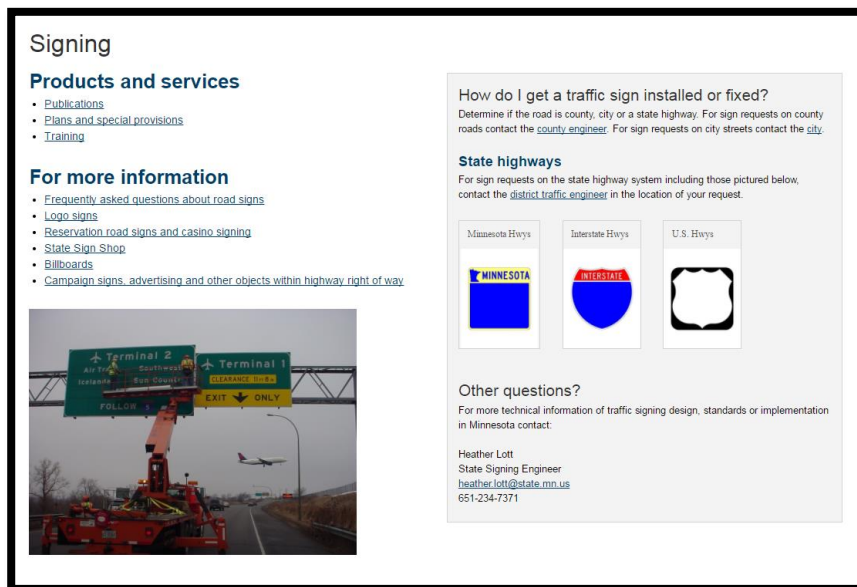 Signing
Products and services
Publications
Plans and special provisions
Training
For more information
Frequently asked questions about road signs
Logo signs
Reservation road signs and casino signing
State Sign Shop
Billboards
Campaign signs, advertising and other objects within highway right of way
Terminal 2
Air
Southwest
Icelanda
Sun Country
FOLLOW
Terminal 1
CLEARANCE
EXIT ONLY
How do I get a traffic sign installed or fixed?
Determine if the road is county, city or a state highway. For sign requests on county
roads contact the county engineer. For sign requests on city streets contact the city.
State highways
For sign requests on the state highway system including those pictured below,
contact the district traffic engineer in the location of your request.
Minnesota Hwys
Interstate Hwys
U.S. Hwys
MINNESOTA
INTERSTATE
Other questions?
For more technical information of traffic signing design, standards or implementation
in Minnesota contact:
Heather Lott
State Signing Engineer
heather.lott@state.mn.us
651-234-7371